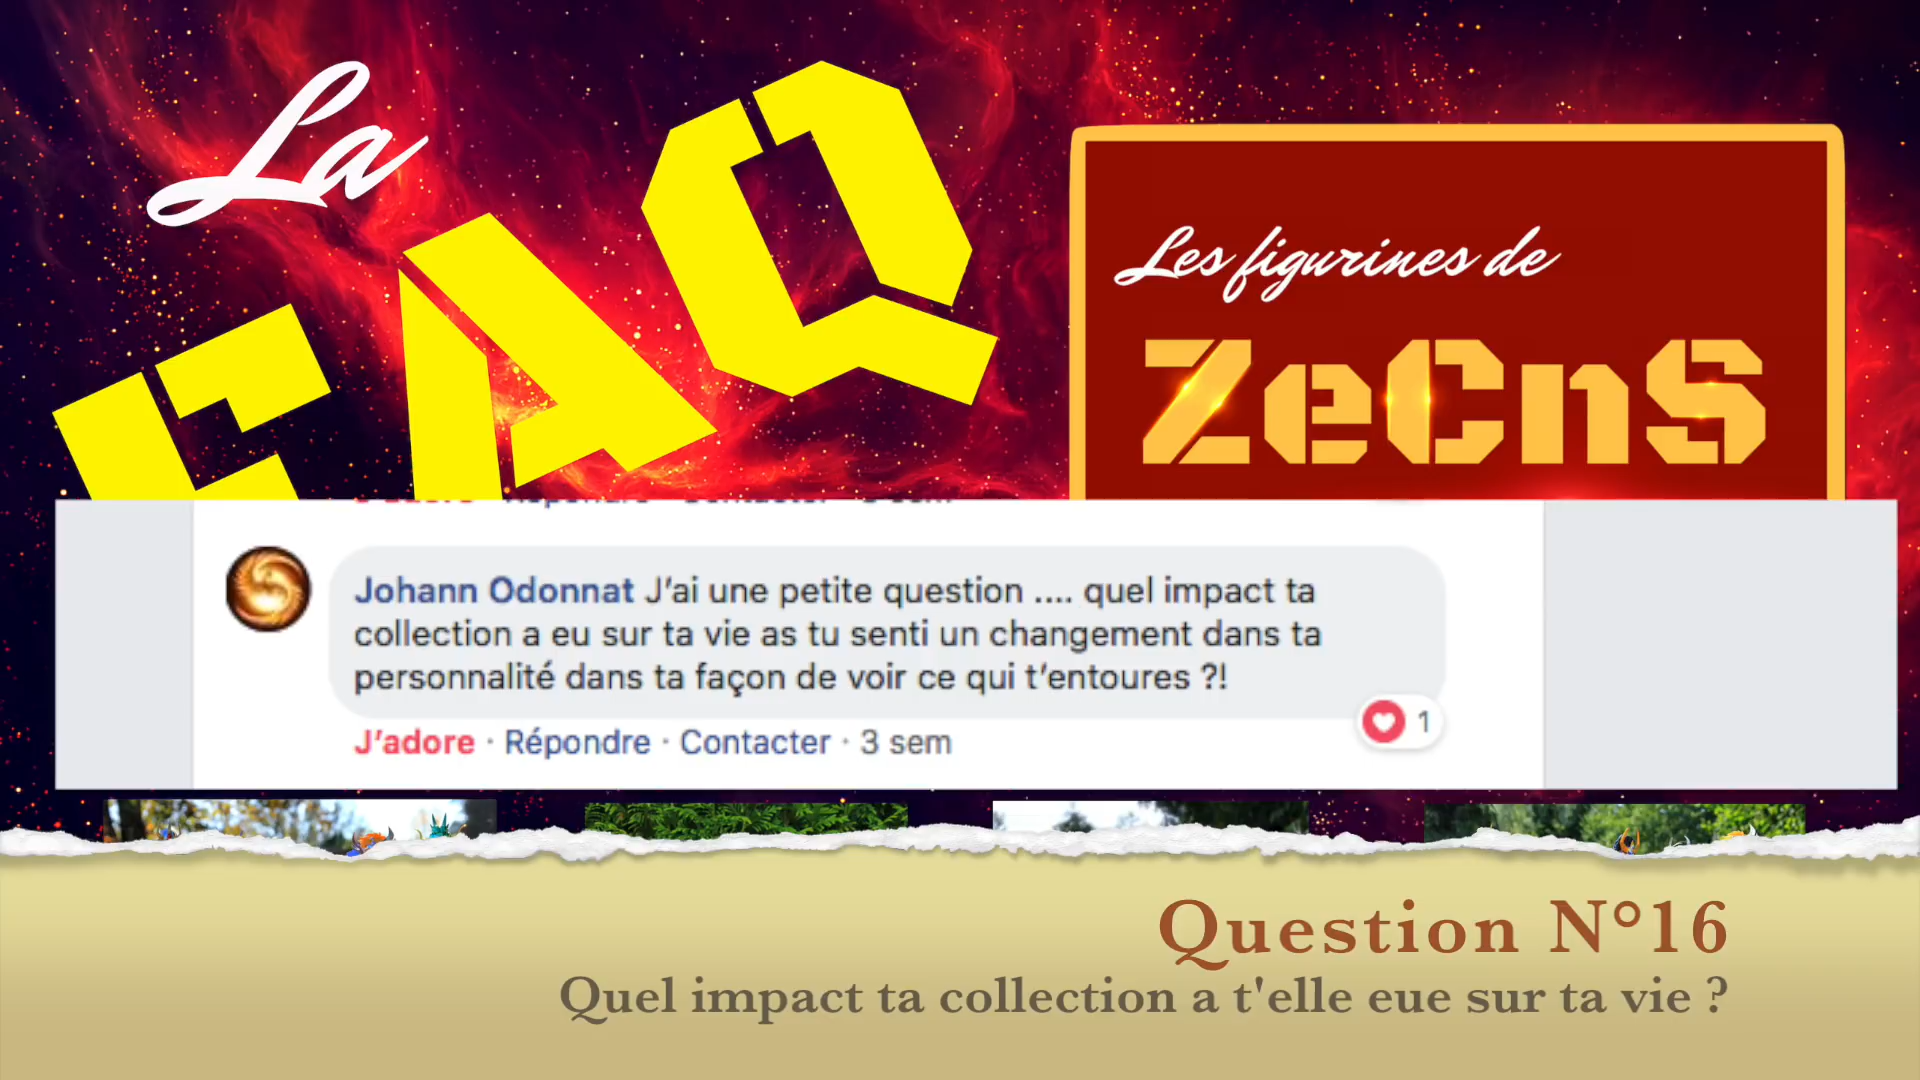 La
FAQ
Les figurines de
ZeCnS
Johann Odonnat J'ai une petite question .... quel impact ta
collection a eu sur ta vie as tu senti un changement dans ta
personnalité dans ta façon de voir ce qui t'entoures ?!
1
J'adore · Répondre · Contacter · 3 sem
Question N°16
Quel impact ta collection a t'elle eue sur ta vie ?